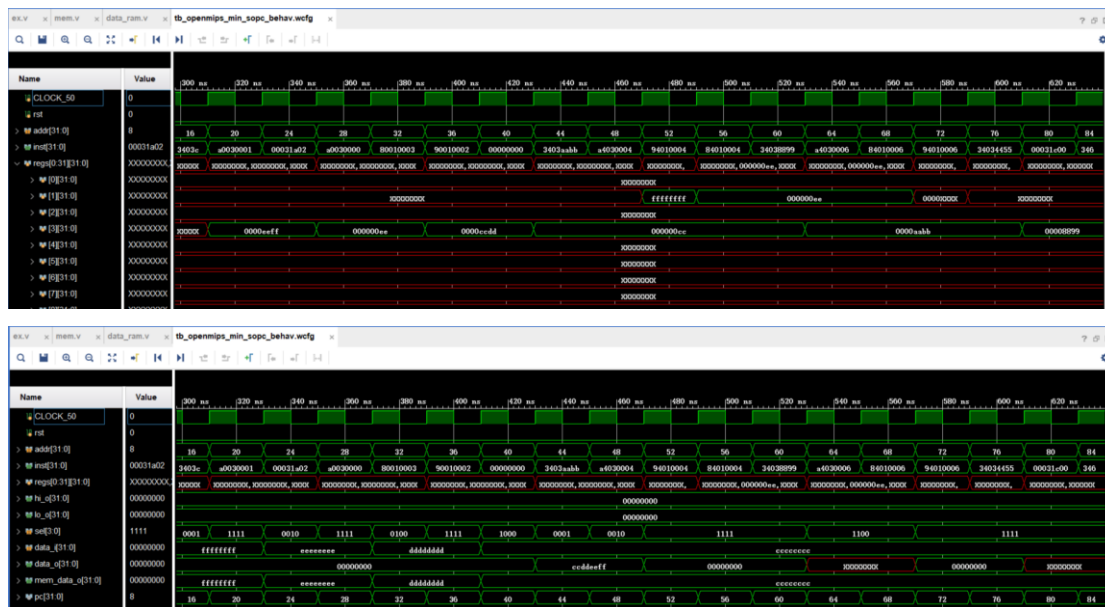 ex.v × mem.v × data_ram.v × tb_openmips_min_sopc_behav.wcfg ×
Name Value 300 ns 320 ns 340 ns 360 ns 380 ns 400 ns 420 ns 440 ns 460 ns 480 ns 500 ns 520 ns 540 ns 560 ns 580 ns 600 ns 620 ns
CLOCK_50 0
rst 0
addr[31:0] 8 16 20 24 28 32 36 40 44 48 52 56 60 64 68 72 76 80 84
inst[31:0] 00031a02 3403c a0030001 00031a02 a0030000 80010003 90010002 00000000 3403aabb a4030004 94010004 84010004 34038899 a4030006 84010006 94010006 34034455 00031c00 346
regs[0:31][31:0] XXXXXXXX,
[0][31:0] XXXXXXXX XXXXXXXX
[1][31:0] XXXXXXXX XXXXXXXX ffffffff 000000ee 0000XXXX XXXXXXXX
[2][31:0] XXXXXXXX XXXXXXXX
[3][31:0] XXXXXXXX XXXXX 0000eeff 000000ee 0000ccdd 000000cc 0000aabb 00008899
[4][31:0] XXXXXXXX XXXXXXXX
[5][31:0] XXXXXXXX XXXXXXXX
[6][31:0] XXXXXXXX XXXXXXXX
[7][31:0] XXXXXXXX XXXXXXXX
ex.v × mem.v × data_ram.v × tb_openmips_min_sopc_behav.wcfg ×
Name Value 300 ns 320 ns 340 ns 360 ns 380 ns 400 ns 420 ns 440 ns 460 ns 480 ns 500 ns 520 ns 540 ns 560 ns 580 ns 600 ns 620 ns
CLOCK_50 0
rst 0
addr[31:0] 8 16 20 24 28 32 36 40 44 48 52 56 60 64 68 72 76 80 84
inst[31:0] 00031a02 3403c a0030001 00031a02 a0030000 80010003 90010002 00000000 3403aabb a4030004 94010004 84010004 34038899 a4030006 84010006 94010006 34034455 00031c00 346
regs[0:31][31:0] XXXXXXXX,
hi_o[31:0] 00000000 00000000
lo_o[31:0] 00000000 00000000
sel[3:0] 1111 0001 1111 0010 1111 0100 1111 1000 0001 0010 1111 1100 1111
data_i[31:0] 00000000 ffffffff eeeeeeee dddddddd cccccccc
data_o[31:0] 00000000 00000000 ccddeeff 00000000 XXXXXXXX 00000000 XXXXXXXX
mem_data_o[31:0] 00000000 ffffffff eeeeeeee dddddddd cccccccc
pc[31:0] 8 16 20 24 28 32 36 40 44 48 52 56 60 64 68 72 76 80 84